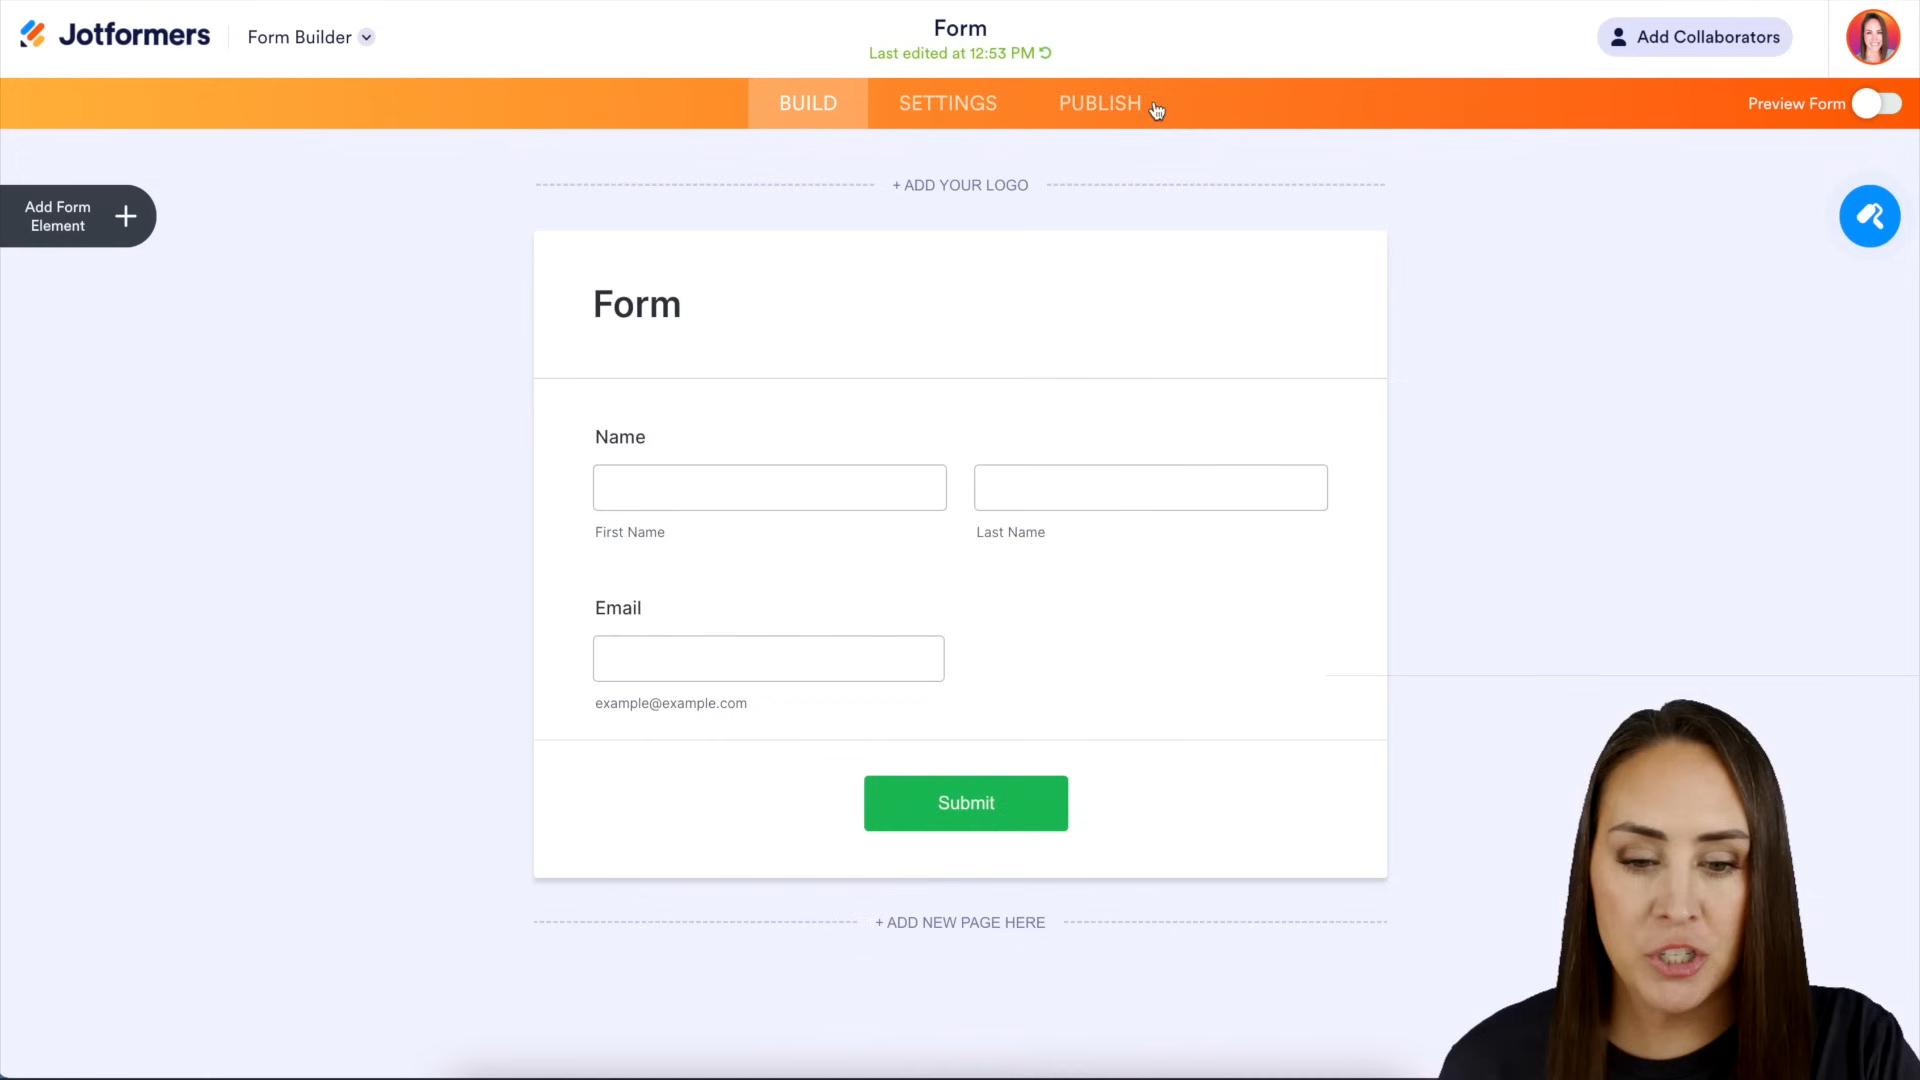 Jotformers
Form Builder
Form
Last edited at 12:53 PM
Add Collaborators
BUILD
SETTINGS
PUBLISH
Preview Form
+ ADD YOUR LOGO
Add Form
Element
Form
Name
First Name
Last Name
Email
example@example.com
Submit
+ ADD NEW PAGE HERE